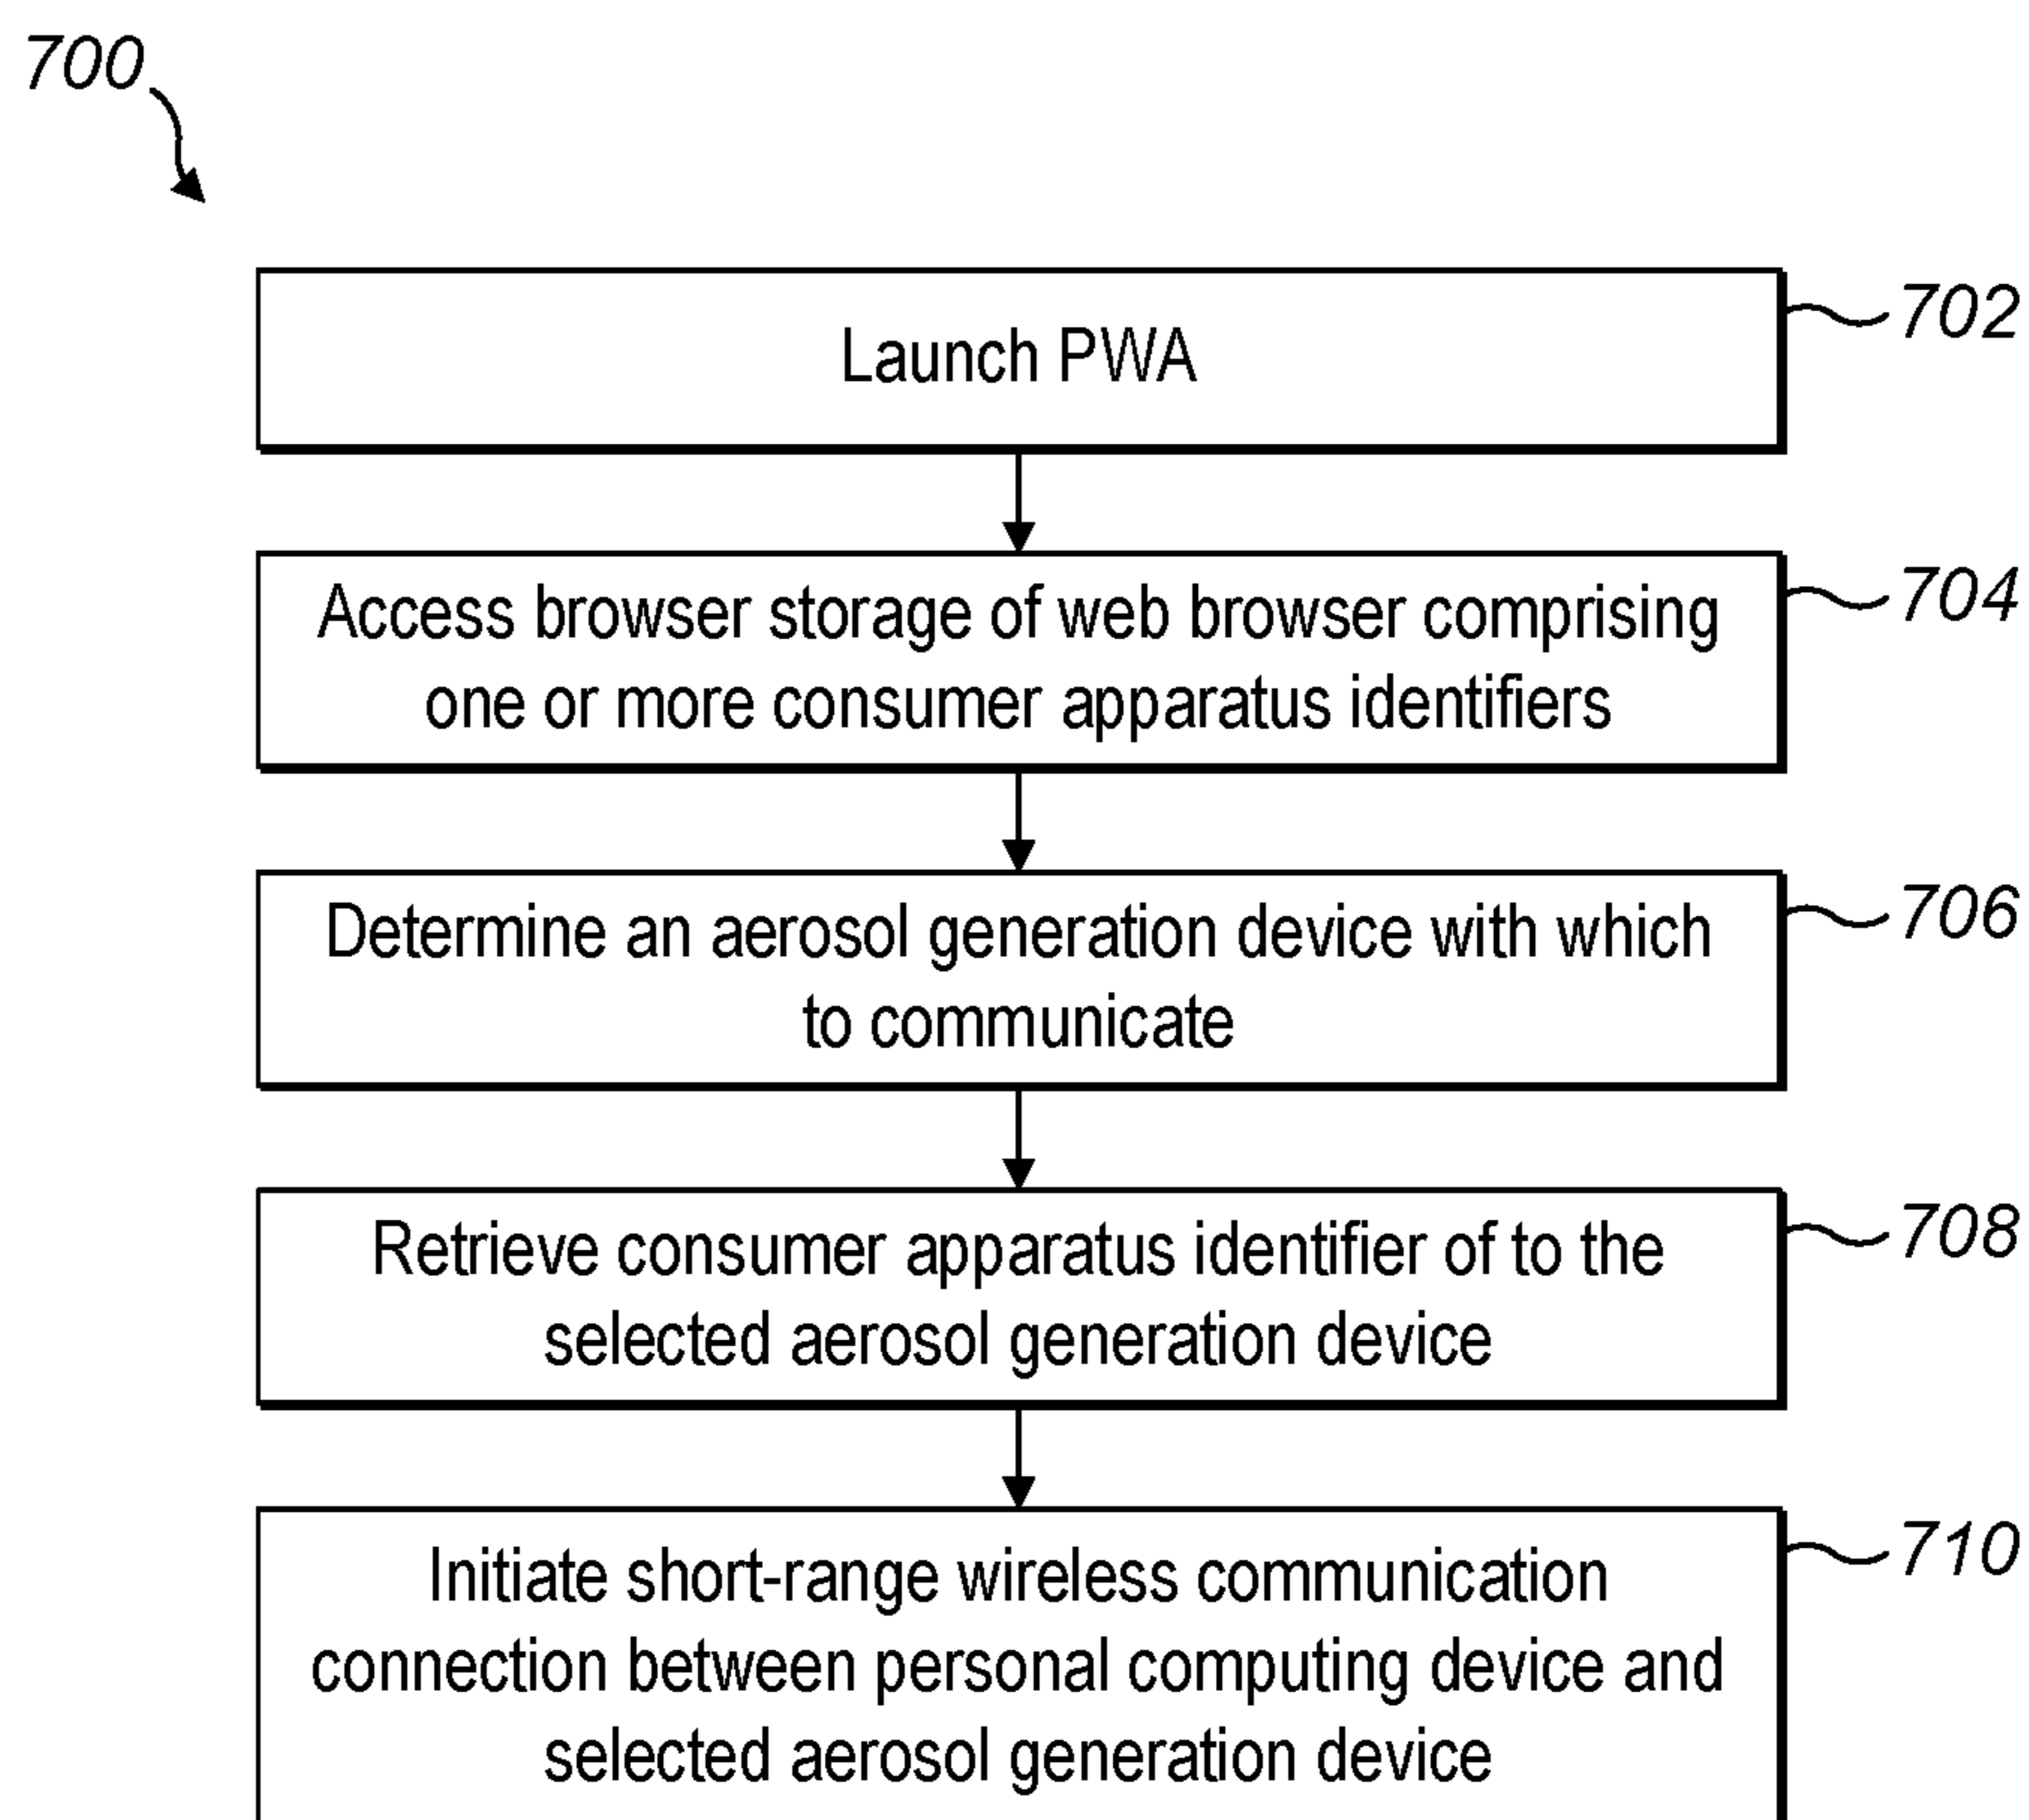 700
Launch PWA
702
Access browser storage of web browser comprising
one or more consumer apparatus identifiers
704
Determine an aerosol generation device with which
to communicate
706
Retrieve consumer apparatus identifier of to the
selected aerosol generation device
708
Initiate short-range wireless communication
connection between personal computing device and
selected aerosol generation device
710